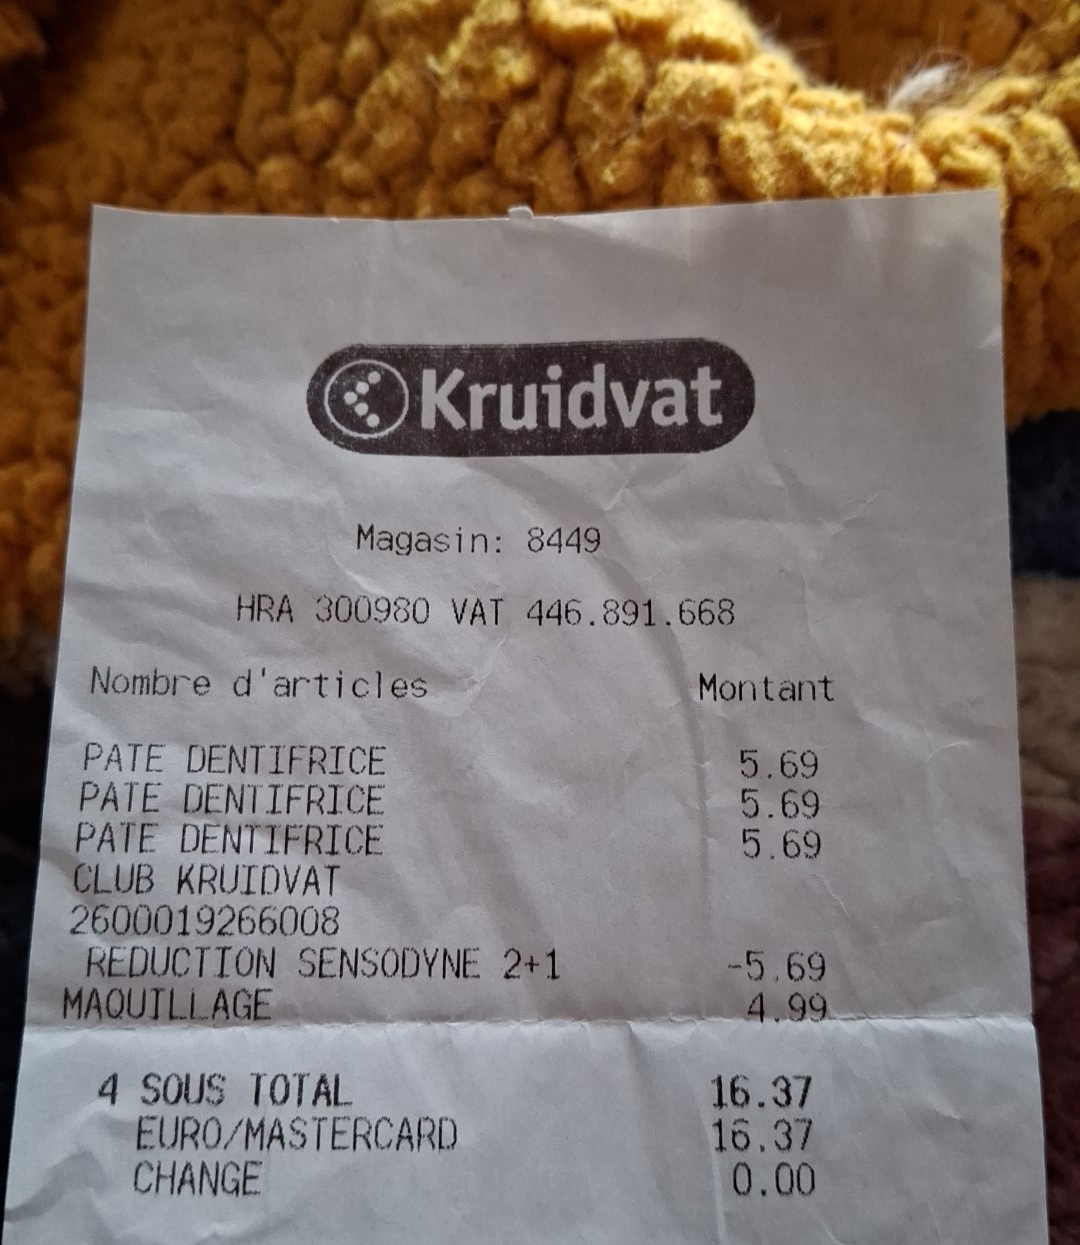 Kruidvat
Magasin: 8449
HRA 300980 VAT 446.891.668
Nombre d'articles Montant
PATE DENTIFRICE 5.69
PATE DENTIFRICE 5.69
PATE DENTIFRICE 5.69
CLUB KRUIDVAT
2600019266008
REDUCTION SENSODYNE 2+1 -5.69
MAQUILLAGE 4.99
4 SOUS TOTAL 16.37
EURO/MASTERCARD 16.37
CHANGE 0.00